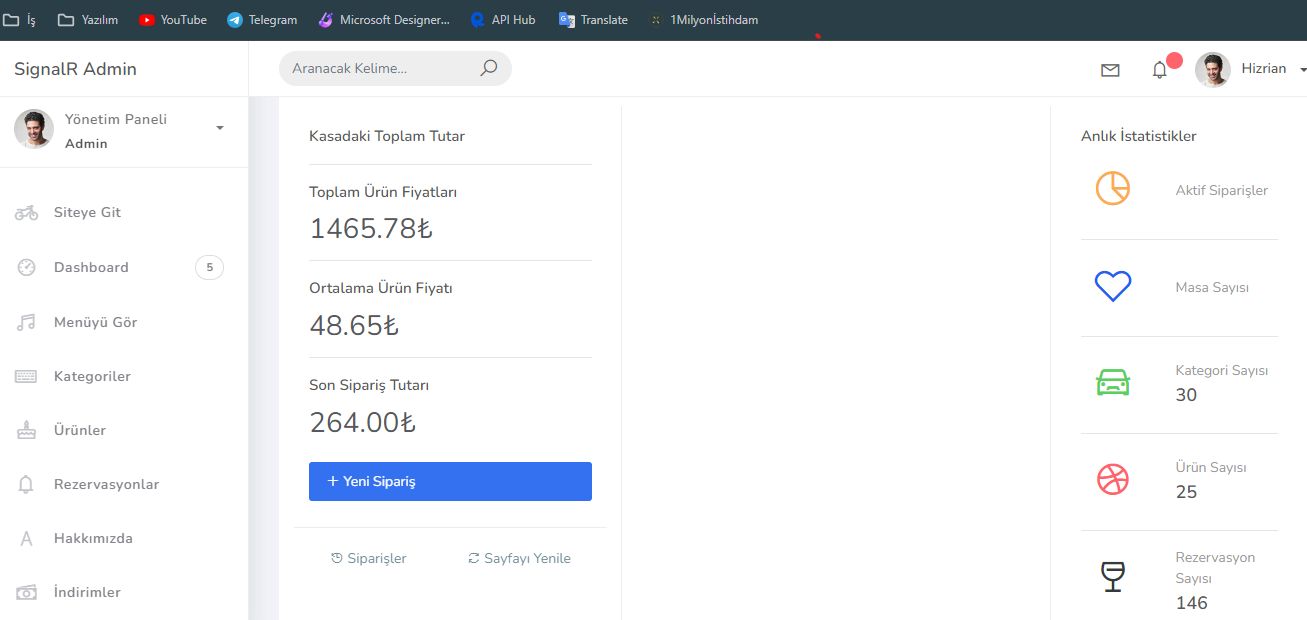 İş
Yazılım
YouTube
Telegram
Microsoft Designer...
API Hub
Translate
1Milyonİstihdam
SignalR Admin
Aranacak Kelime...
Hizrian
Yönetim Paneli
Admin
Siteye Git
Dashboard
5
Menüyü Gör
Kategoriler
Ürünler
Rezervasyonlar
Hakkımızda
İndirimler
Kasadaki Toplam Tutar
Toplam Ürün Fiyatları
1465.78₺
Ortalama Ürün Fiyatı
48.65₺
Son Sipariş Tutarı
264.00₺
+ Yeni Sipariş
Siparişler
Sayfayı Yenile
Anlık İstatistikler
Aktif Siparişler
Masa Sayısı
Kategori Sayısı
30
Ürün Sayısı
25
Rezervasyon
Sayısı
146